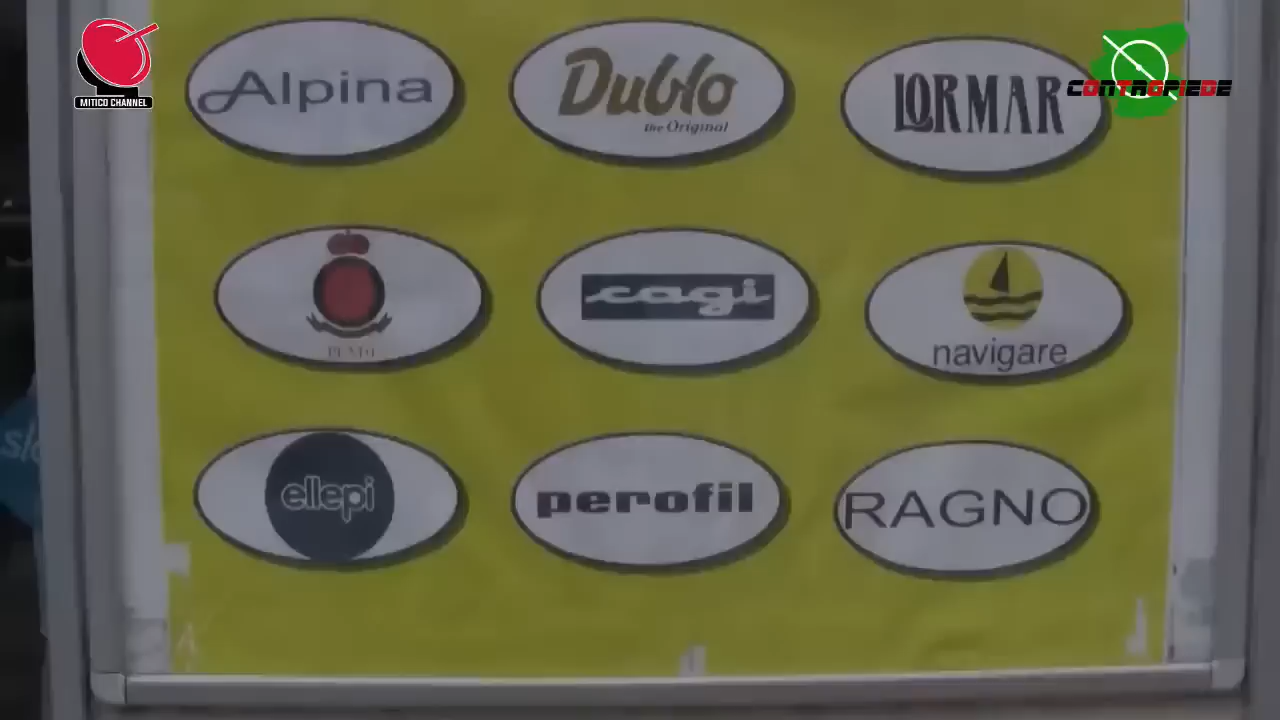 MITICO CHANNEL
CONTROPIEDE
Alpina
Dublo
the Original
LORMAR
cagi
navigare
ellepi
perofil
RAGNO